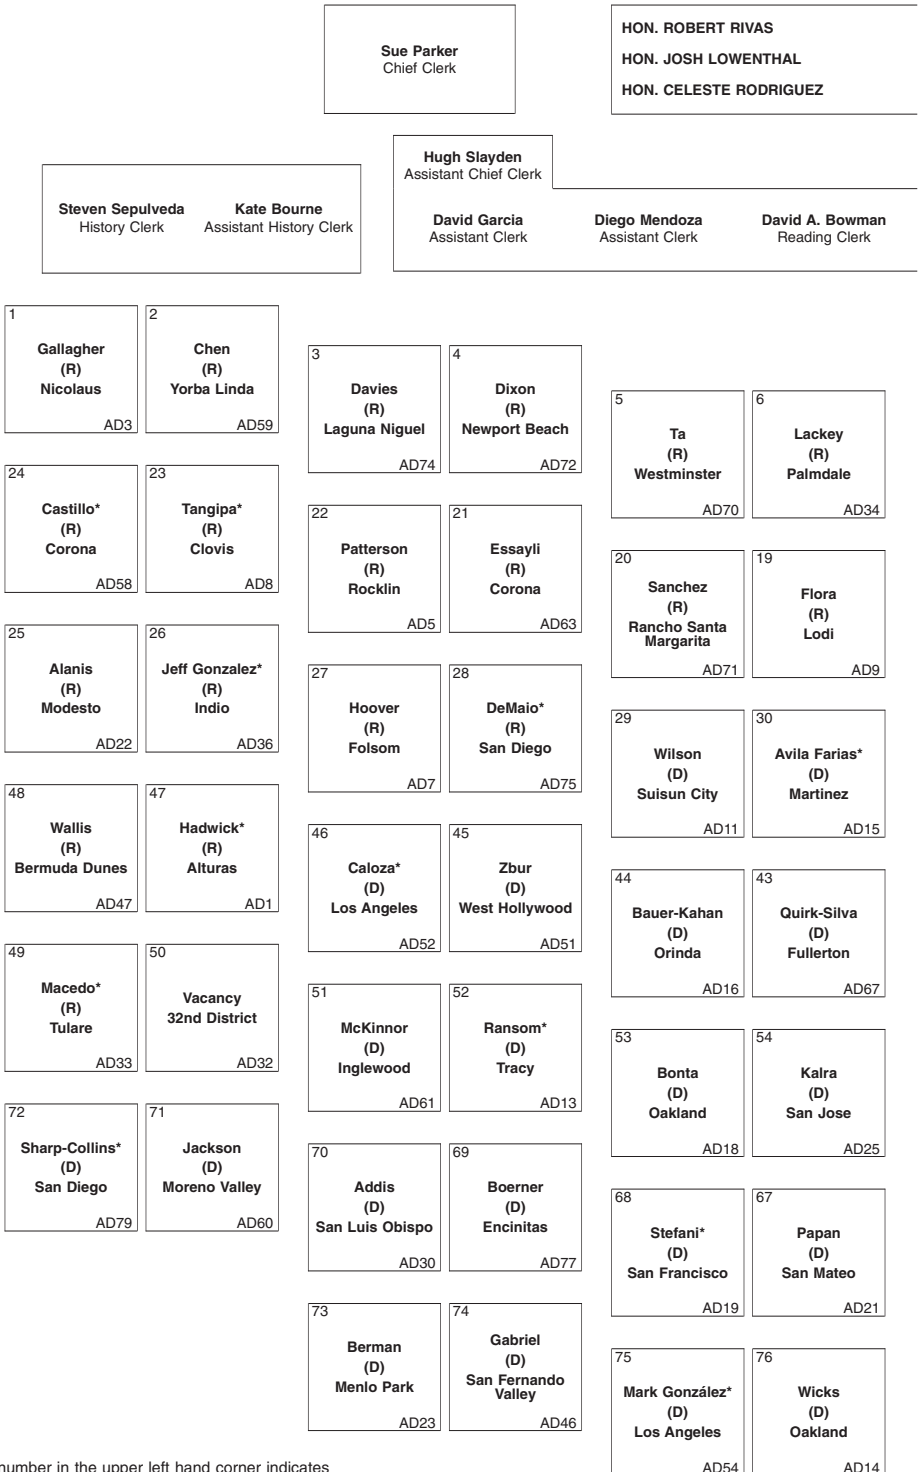 Sue Parker
Chief Clerk
HON. ROBERT RIVAS
HON. JOSH LOWENTHAL
HON. CELESTE RODRIGUEZ
Hugh Slayden
Assistant Chief Clerk
Steven Sepulveda
History Clerk
Kate Bourne
Assistant History Clerk
David Garcia
Assistant Clerk
Diego Mendoza
Assistant Clerk
David A. Bowman
Reading Clerk
1
Gallagher
(R)
Nicolaus
AD3
2
Chen
(R)
Yorba Linda
AD59
3
Davies
(R)
Laguna Niguel
AD74
4
Dixon
(R)
Newport Beach
AD72
5
Ta
(R)
Westminster
AD70
6
Lackey
(R)
Palmdale
AD34
24
Castillo*
(R)
Corona
AD58
23
Tangipa*
(R)
Clovis
AD8
22
Patterson
(R)
Rocklin
AD5
21
Essayli
(R)
Corona
AD63
20
Sanchez
(R)
Rancho Santa
Margarita
AD71
19
Flora
(R)
Lodi
AD9
25
Alanis
(R)
Modesto
AD22
26
Jeff Gonzalez*
(R)
Indio
AD36
27
Hoover
(R)
Folsom
AD7
28
DeMaio*
(R)
San Diego
AD75
29
Wilson
(D)
Suisun City
AD11
30
Avila Farias*
(D)
Martinez
AD15
48
Wallis
(R)
Bermuda Dunes
AD47
47
Hadwick*
(R)
Alturas
AD1
46
Caloza*
(D)
Los Angeles
AD52
45
Zbur
(D)
West Hollywood
AD51
44
Bauer-Kahan
(D)
Orinda
AD16
43
Quirk-Silva
(D)
Fullerton
AD67
49
Macedo*
(R)
Tulare
AD33
50
Vacancy
32nd District
AD32
51
McKinnor
(D)
Inglewood
AD61
52
Ransom*
(D)
Tracy
AD13
53
Bonta
(D)
Oakland
AD18
54
Kalra
(D)
San Jose
AD25
72
Sharp-Collins*
(D)
San Diego
AD79
71
Jackson
(D)
Moreno Valley
AD60
70
Addis
(D)
San Luis Obispo
AD30
69
Boerner
(D)
Encinitas
AD77
68
Stefani*
(D)
San Francisco
AD19
67
Papan
(D)
San Mateo
AD21
73
Berman
(D)
Menlo Park
AD23
74
Gabriel
(D)
San Fernando
Valley
AD46
75
Mark González*
(D)
Los Angeles
AD54
76
Wicks
(D)
Oakland
AD14
number in the upper left hand corner indicates